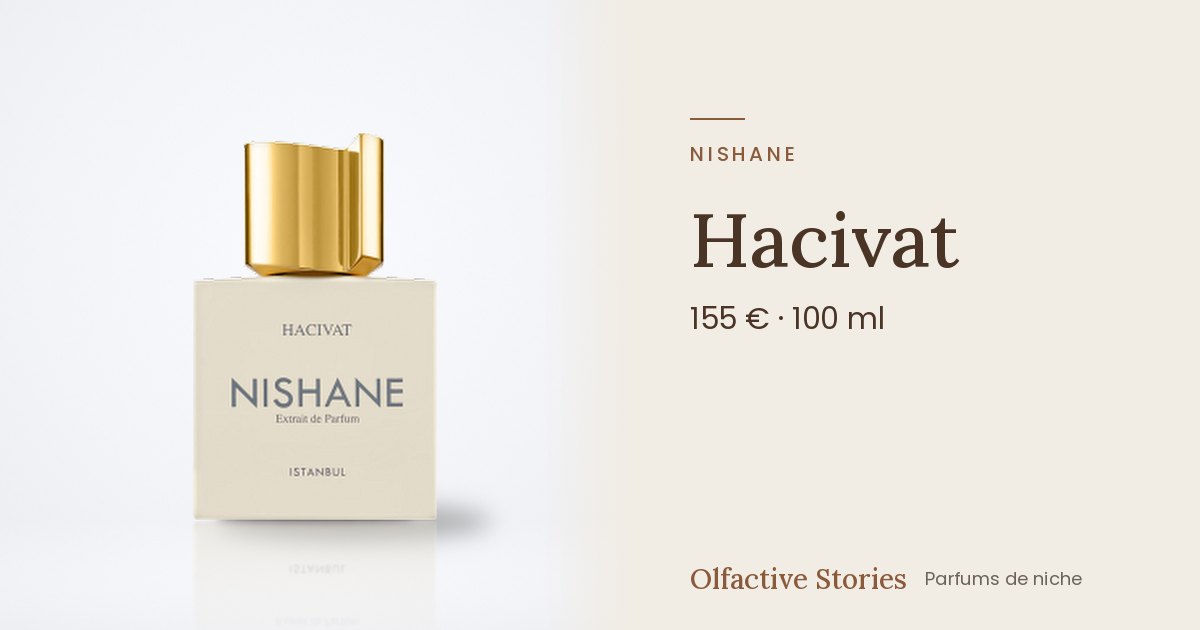 HACIVAT
NISHANE
Extrait de Parfum
ISTANBUL
NISHANE
Hacivat
155 € · 100 ml
Olfactive Stories Parfums de niche